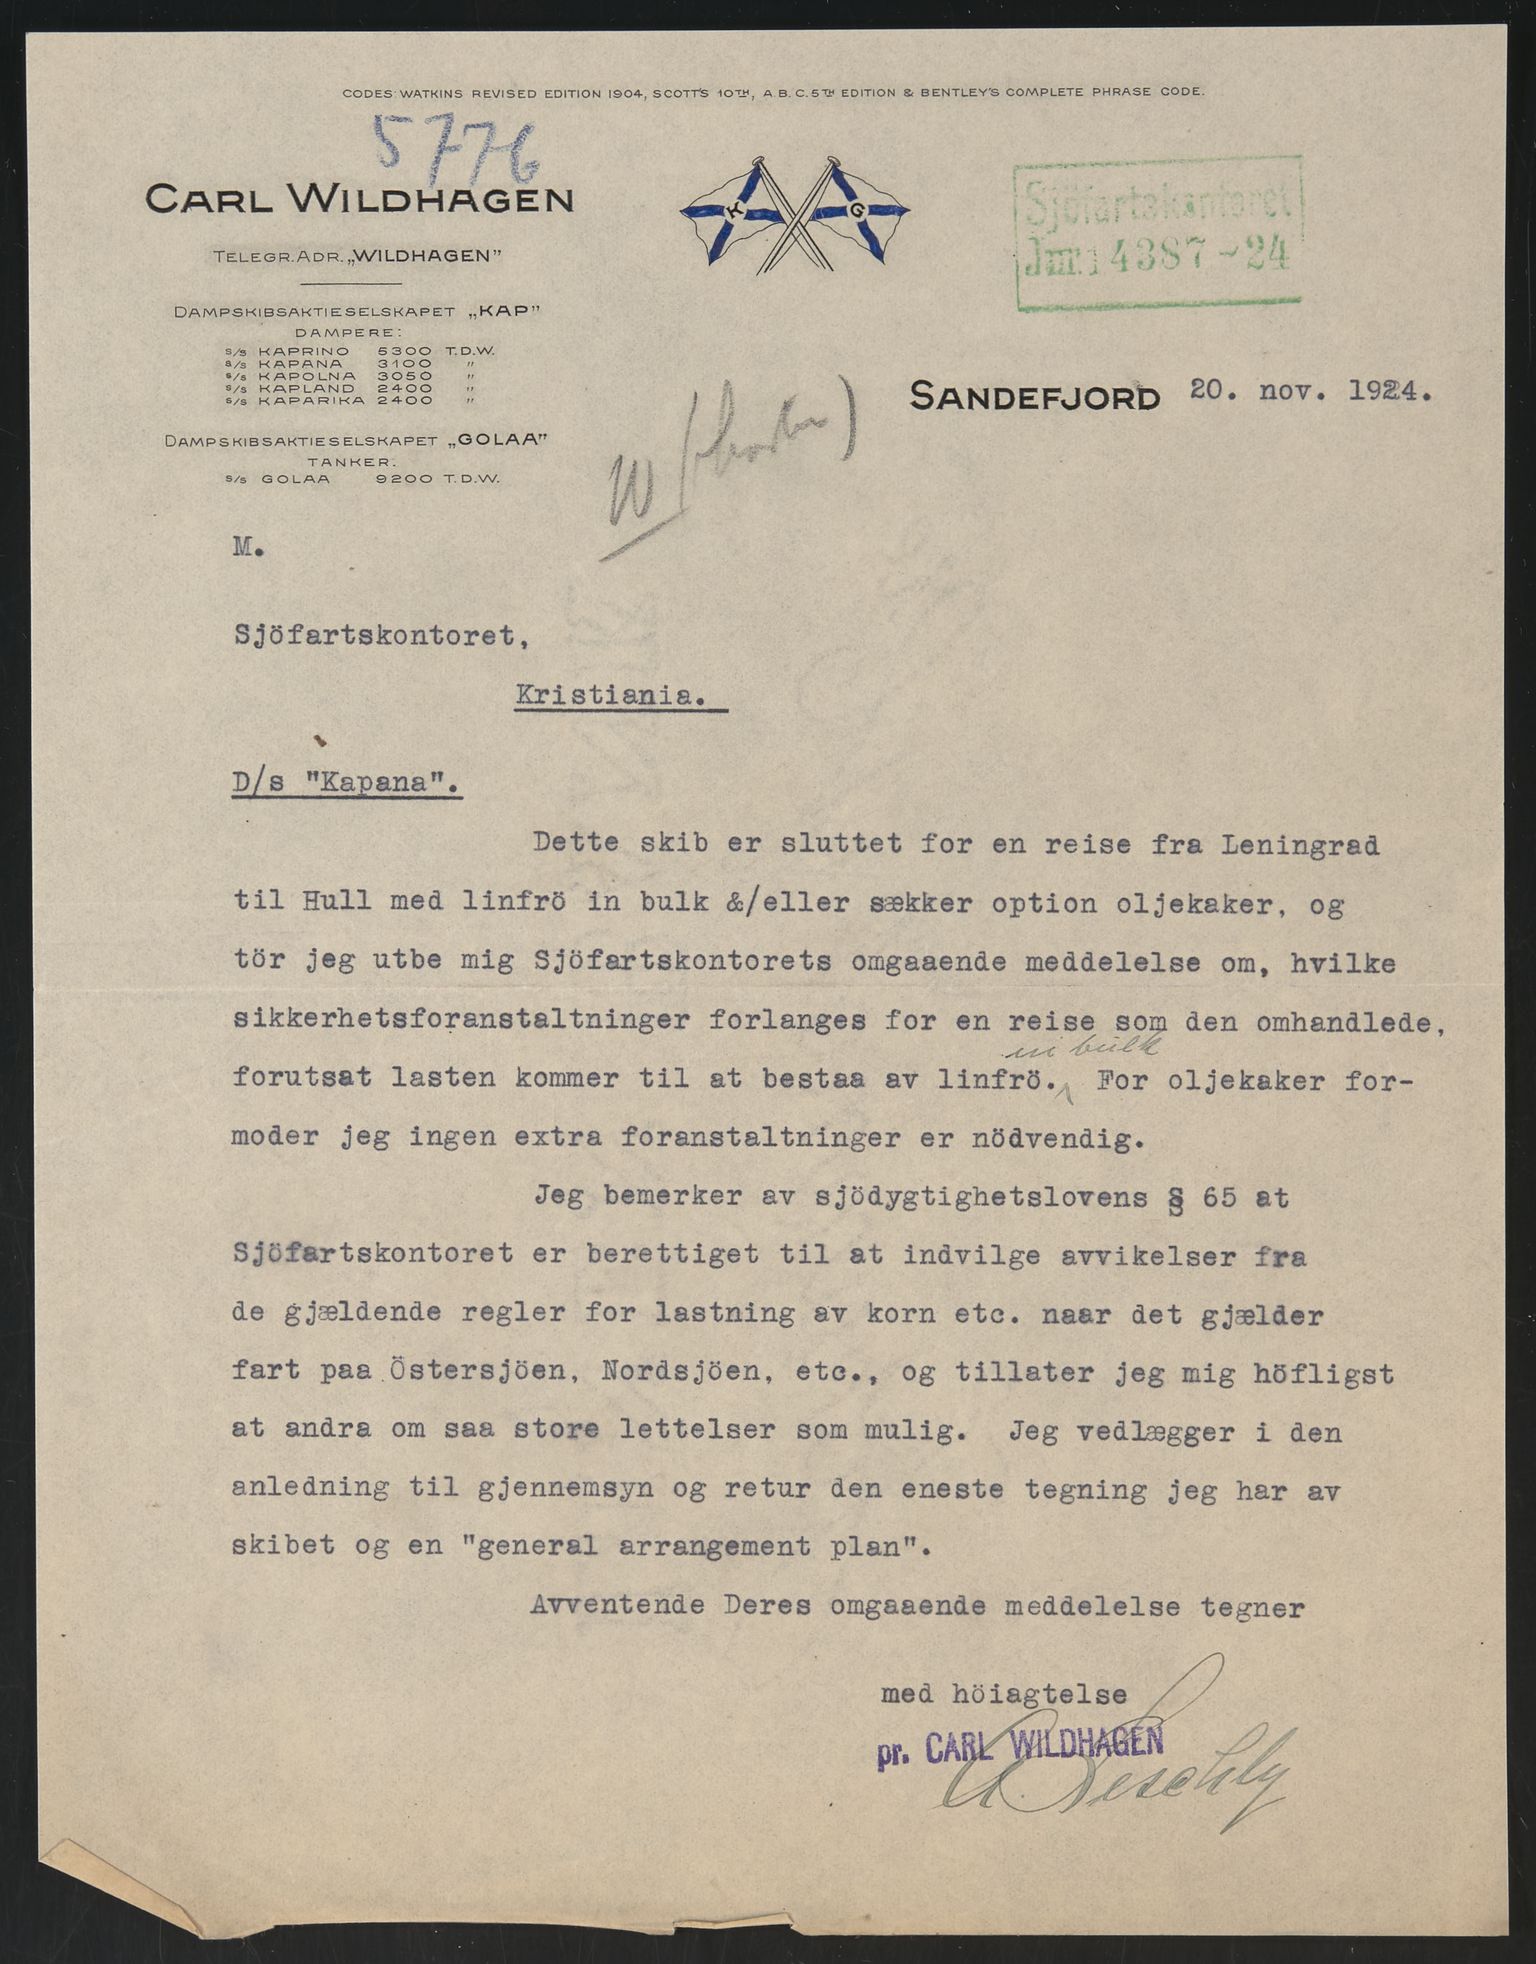 CODES: WATKINS REVISED EDITION 1904, SCOTT'S 10TH, A.B.C. 5TH EDITION & BENTLEY'S COMPLETE PHRASE CODE.
5776
CARL WILDHAGEN
TELEGR. ADR. „WILDHAGEN”
DAMPSKIBSAKTIESELSKAPET „KAP”
DAMPERE:
S/S KAPRINO 5300 T.D.W.
S/S KAPANA 3100 "
S/S KAPOLNA 3050 "
S/S KAPLAND 2400 "
S/S KAPARIKA 2400 "
DAMPSKIBSAKTIESELSKAPET „GOLAA”
TANKER:
S/S GOLAA 9200 T.D.W.
K G
Sjöfartskontoret
Jnr. 14387-24
SANDEFJORD 20. nov. 1924.
M.
Sjöfartskontoret,
Kristiania.
D/s "Kapana".
Dette skib er sluttet for en reise fra Leningrad
til Hull med linfrö in bulk &/eller sækker option oljekaker, og
tör jeg utbe mig Sjöfartskontorets omgaaende meddelelse om, hvilke
sikkerhetsforanstaltninger forlanges for en reise som den omhandlede,
in bulk
forutsat lasten kommer til at bestaa av linfrö. For oljekaker for-
moder jeg ingen extra foranstaltninger er nödvendig.
Jeg bemerker av sjödygtighetslovens § 65 at
Sjöfartskontoret er berettiget til at indvilge avvikelser fra
de gjældende regler for lastning av korn etc. naar det gjælder
fart paa Östersjöen, Nordsjöen, etc., og tillater jeg mig höfligst
at andra om saa store lettelser som mulig. Jeg vedlægger i den
anledning til gjennemsyn og retur den eneste tegning jeg har av
skibet og en "general arrangement plan".
Avventende Deres omgaaende meddelelse tegner
med höiagtelse
pr. CARL WILDHAGEN